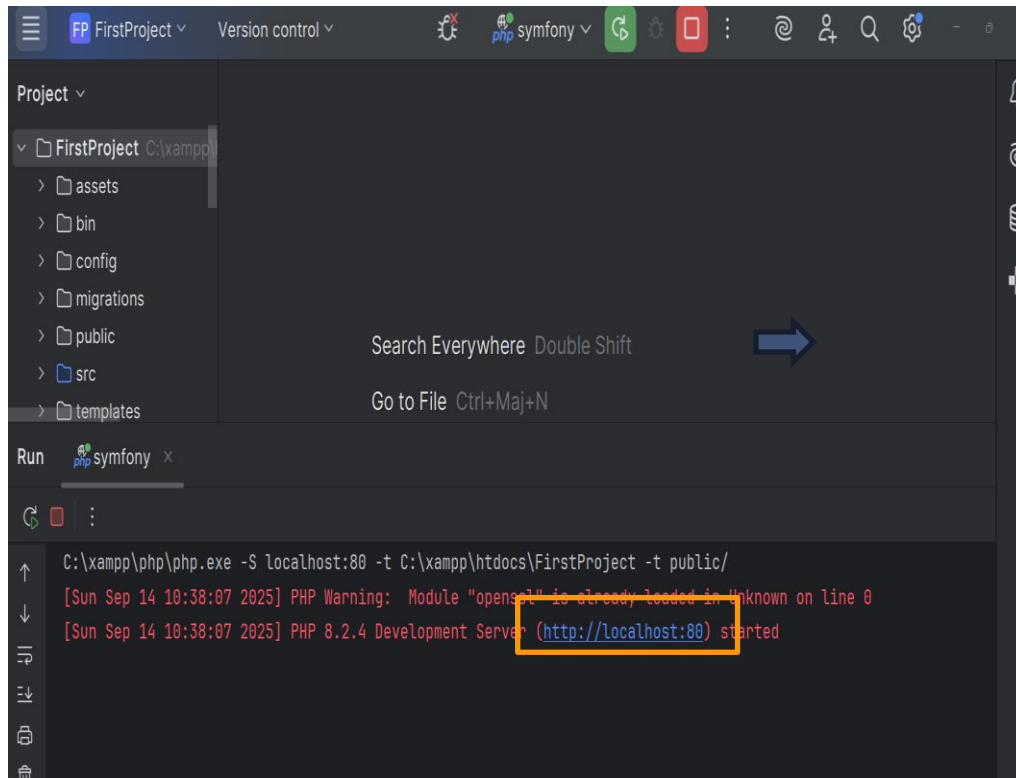 FP FirstProject Version control php symfony
Project
FirstProject C:\xampp\
assets
bin
config
migrations
public
src
templates
Search Everywhere Double Shift
Go to File Ctrl+Maj+N
Run php symfony
C:\xampp\php\php.exe -S localhost:80 -t C:\xampp\htdocs\FirstProject -t public/
[Sun Sep 14 10:38:07 2025] PHP Warning: Module "openssl" is already loaded in Unknown on line 0
[Sun Sep 14 10:38:07 2025] PHP 8.2.4 Development Server (http://localhost:80) started